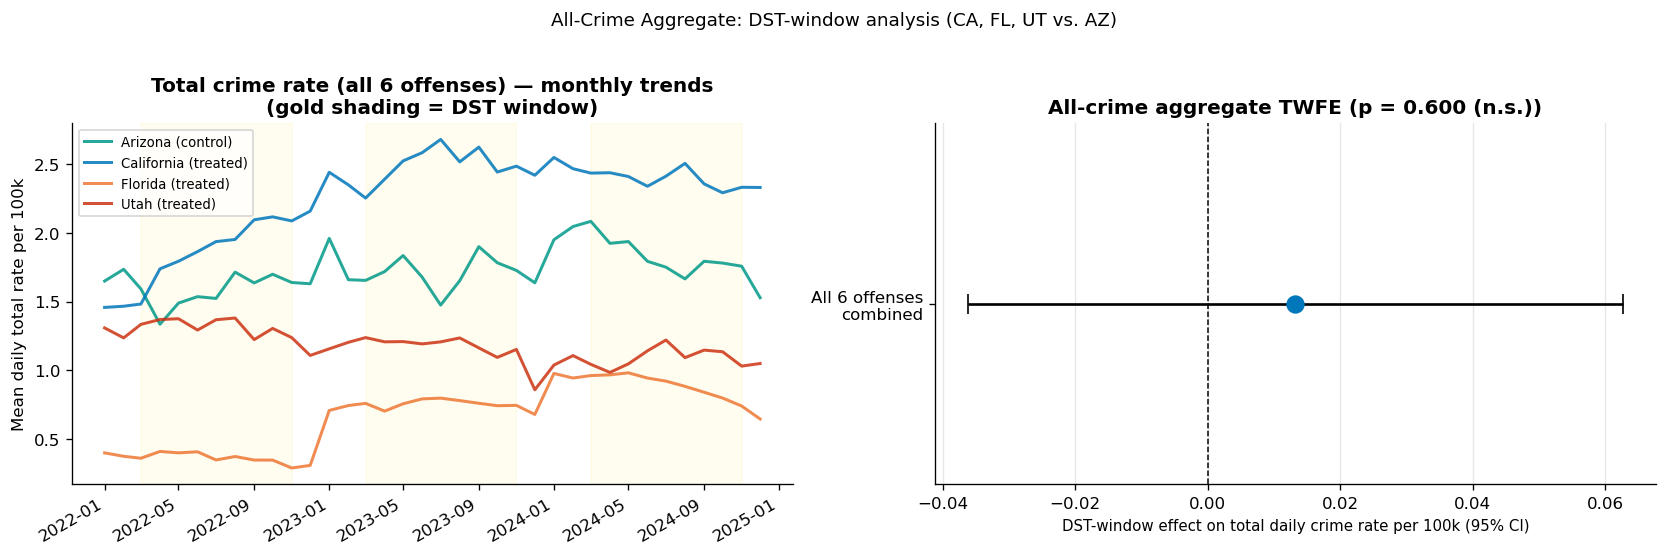 All-Crime Aggregate: DST-window analysis (CA, FL, UT vs. AZ)
Total crime rate (all 6 offenses) — monthly trends
(gold shading = DST window)
Arizona (control)
California (treated)
Florida (treated)
Utah (treated)
Mean daily total rate per 100k
2.5
2.0
1.5
1.0
0.5
2022-01
2022-05
2022-09
2023-01
2023-05
2023-09
2024-01
2024-05
2024-09
2025-01
All-crime aggregate TWFE (p = 0.600 (n.s.))
All 6 offenses
combined
−0.04
−0.02
0.00
0.02
0.04
0.06
DST-window effect on total daily crime rate per 100k (95% CI)